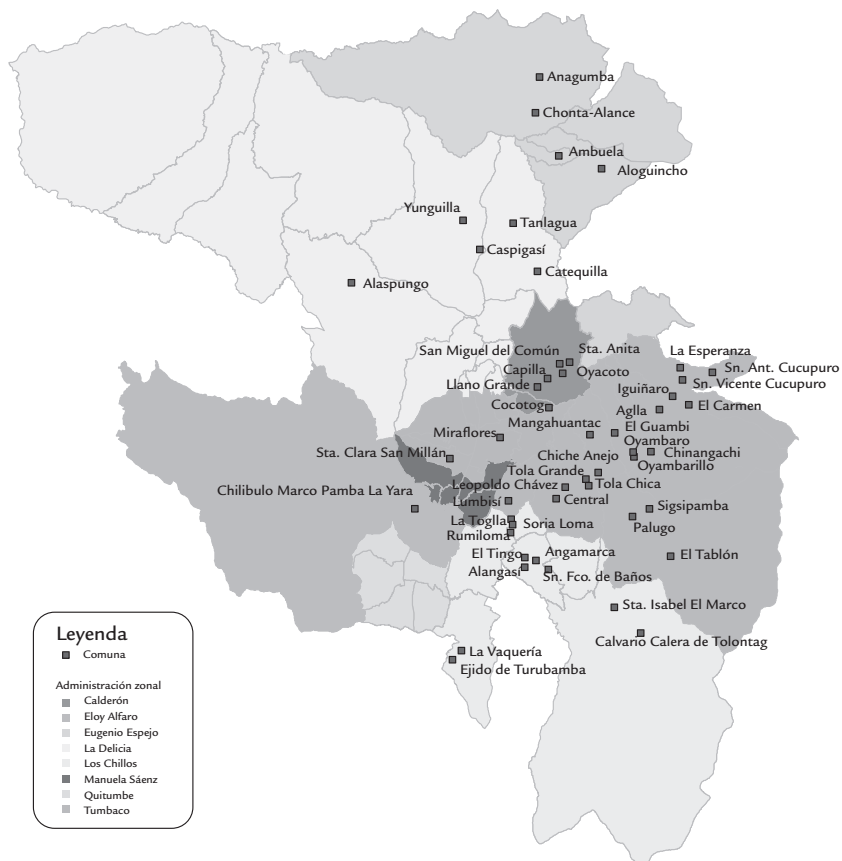 Anagumba
Chonta-Alance
Ambuela
Aloguincho
Yunguilla
Tanlagua
Caspigasí
Catequilla
Alaspungo
San Miguel del Común
Sta. Anita
La Esperanza
Capilla
Oyacoto
Sn. Ant. Cucupuro
Llano Grande
Iguiñaro
Sn. Vicente Cucupuro
Cocotog
Aglla
El Carmen
Mangahuantac
El Guambi
Miraflores
Oyambaro
Sta. Clara San Millán
Chiche Anejo
Chinangachi
Oyambarillo
Tola Grande
Leopoldo Chávez
Tola Chica
Chilibulo Marco Pamba La Yara
Lumbisí
Central
Sigsipamba
La Toglla
Soria Loma
Palugo
Rumiloma
El Tingo
Angamarca
El Tablón
Alangasí
Sn. Fco. de Baños
Sta. Isabel El Marco
Calvario Calera de Tolontag
La Vaquería
Ejido de Turubamba
Leyenda
Comuna
Administración zonal
Calderón
Eloy Alfaro
Eugenio Espejo
La Delicia
Los Chillos
Manuela Sáenz
Quitumbe
Tumbaco